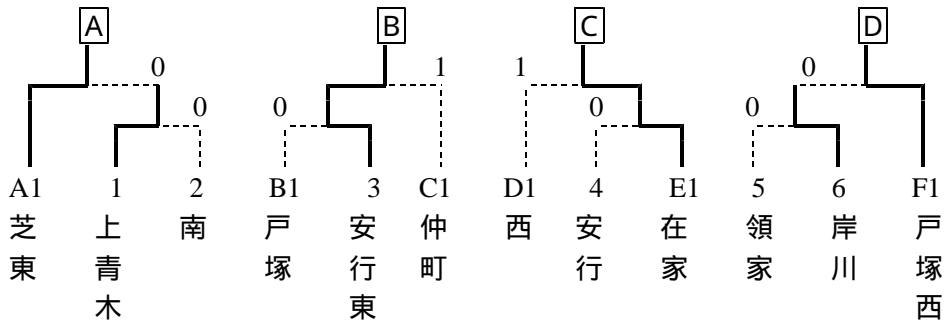 A B C D
0 1 1 0
0 0 0 0
A1 1 2 B1 3 C1 D1 4 E1 5 6 F1
芝東
上青木
南
戸塚
安行東
仲町
西
安行
在家
領家
岸川
戸塚西